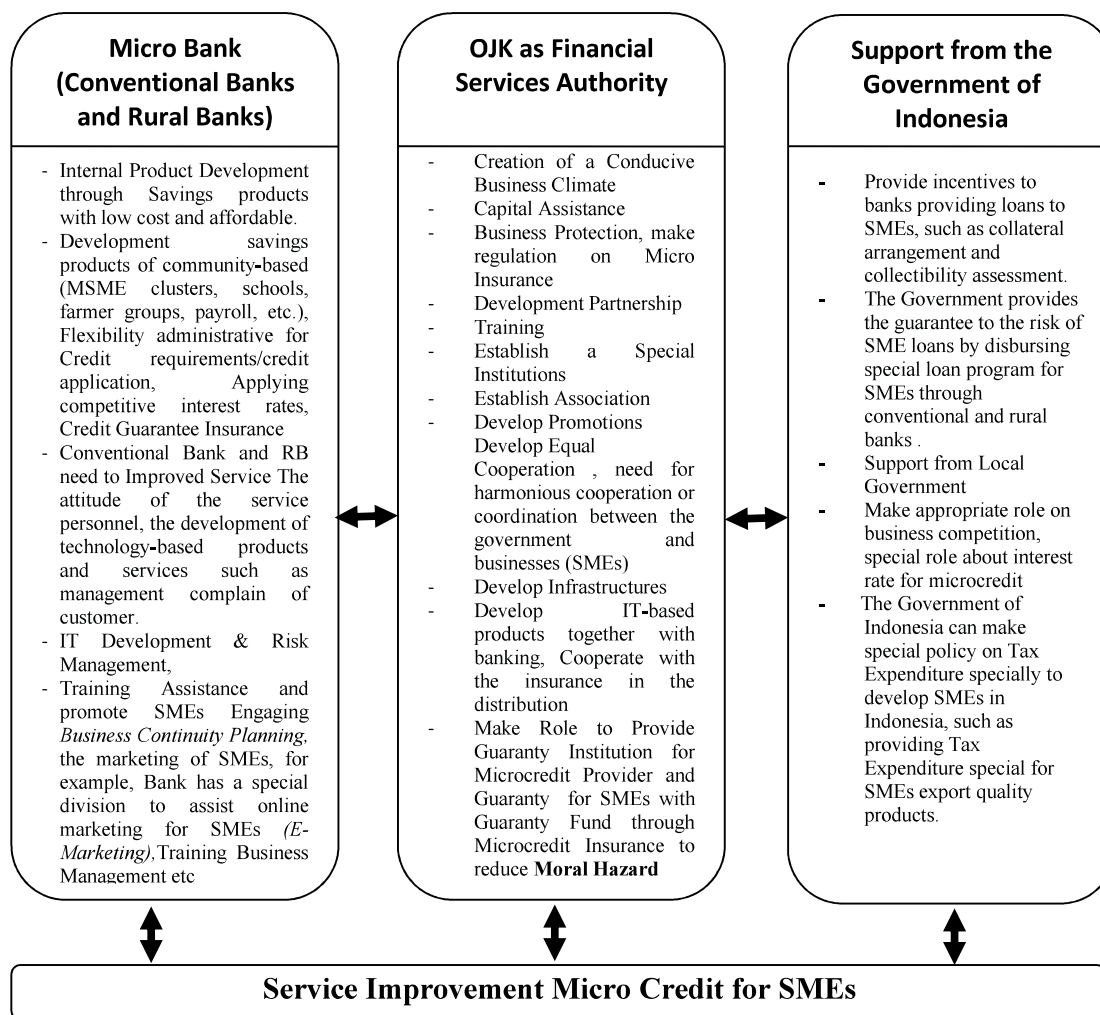 Micro Bank
(Conventional Banks
and Rural Banks)
- Internal Product Development
through Savings products
with low cost and affordable.
- Development savings
products of community-based
(MSME clusters, schools,
farmer groups, payroll, etc.),
Flexibility administrative for
Credit requirements/credit
application, Applying
competitive interest rates,
Credit Guarantee Insurance
- Conventional Bank and RB
need to Improved Service The
attitude of the service
personnel, the development of
technology-based products
and services such as
management complain of
customer.
- IT Development & Risk
Management,
- Training Assistance and
promote SMEs Engaging
Business Continuity Planning,
the marketing of SMEs, for
example, Bank has a special
division to assist online
marketing for SMEs (E-
Marketing),Training Business
Management etc
OJK as Financial
Services Authority
- Creation of a Conducive
Business Climate
- Capital Assistance
- Business Protection, make
regulation on Micro
Insurance
- Development Partnership
- Training
- Establish a Special
Institutions
- Establish Association
- Develop Promotions
Develop Equal
Cooperation , need for
harmonious cooperation or
coordination between the
government and
businesses (SMEs)
- Develop Infrastructures
- Develop IT-based
products together with
banking, Cooperate with
the insurance in the
distribution
- Make Role to Provide
Guaranty Institution for
Microcredit Provider and
Guaranty for SMEs with
Guaranty Fund through
Microcredit Insurance to
reduce Moral Hazard
Support from the
Government of
Indonesia
- Provide incentives to
banks providing loans to
SMEs, such as collateral
arrangement and
collectibility assessment.
- The Government provides
the guarantee to the risk of
SME loans by disbursing
special loan program for
SMEs through
conventional and rural
banks .
- Support from Local
Government
- Make appropriate role on
business competition,
special role about interest
rate for microcredit
- The Government of
Indonesia can make
special policy on Tax
Expenditure specially to
develop SMEs in
Indonesia, such as
providing Tax
Expenditure special for
SMEs export quality
products.
Service Improvement Micro Credit for SMEs